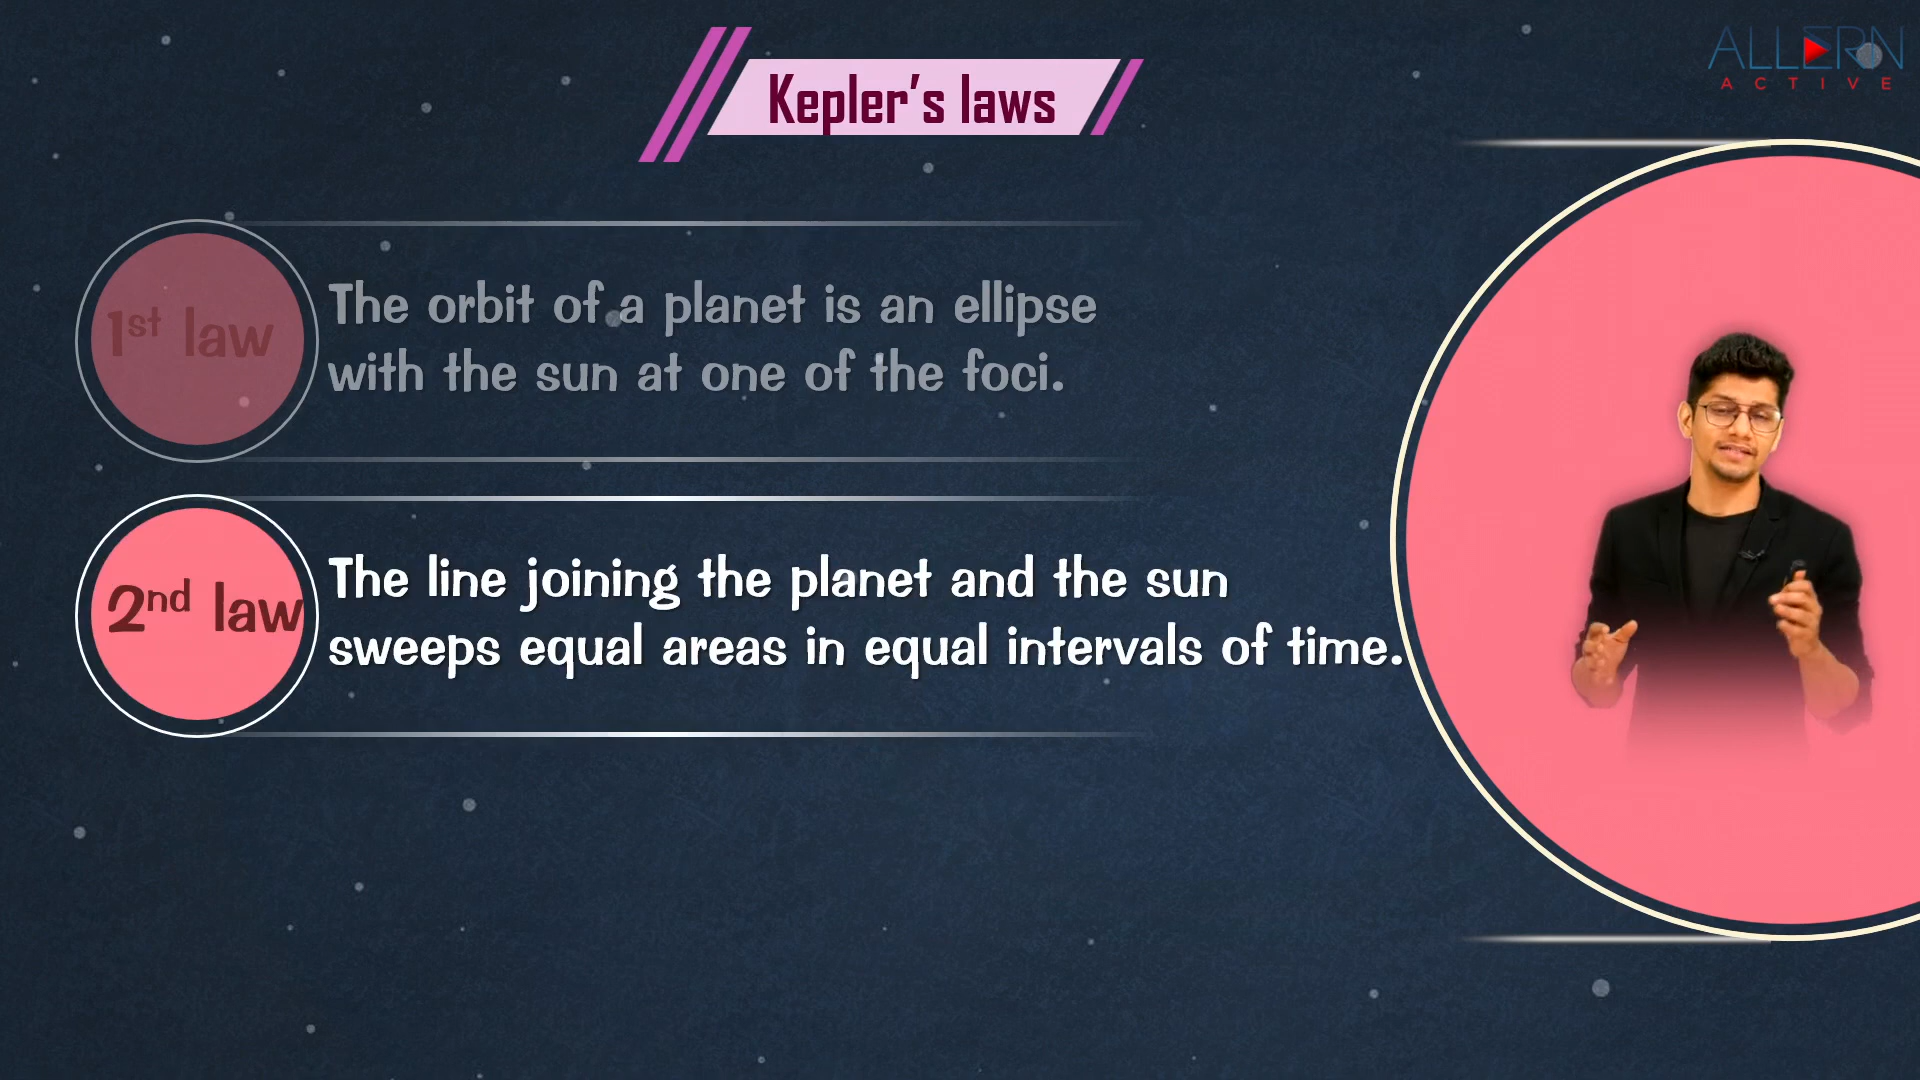 Kepler's laws
ALLERN
ACTIVE
1st law
The orbit of a planet is an ellipse
with the sun at one of the foci.
2nd law
The line joining the planet and the sun
sweeps equal areas in equal intervals of time.